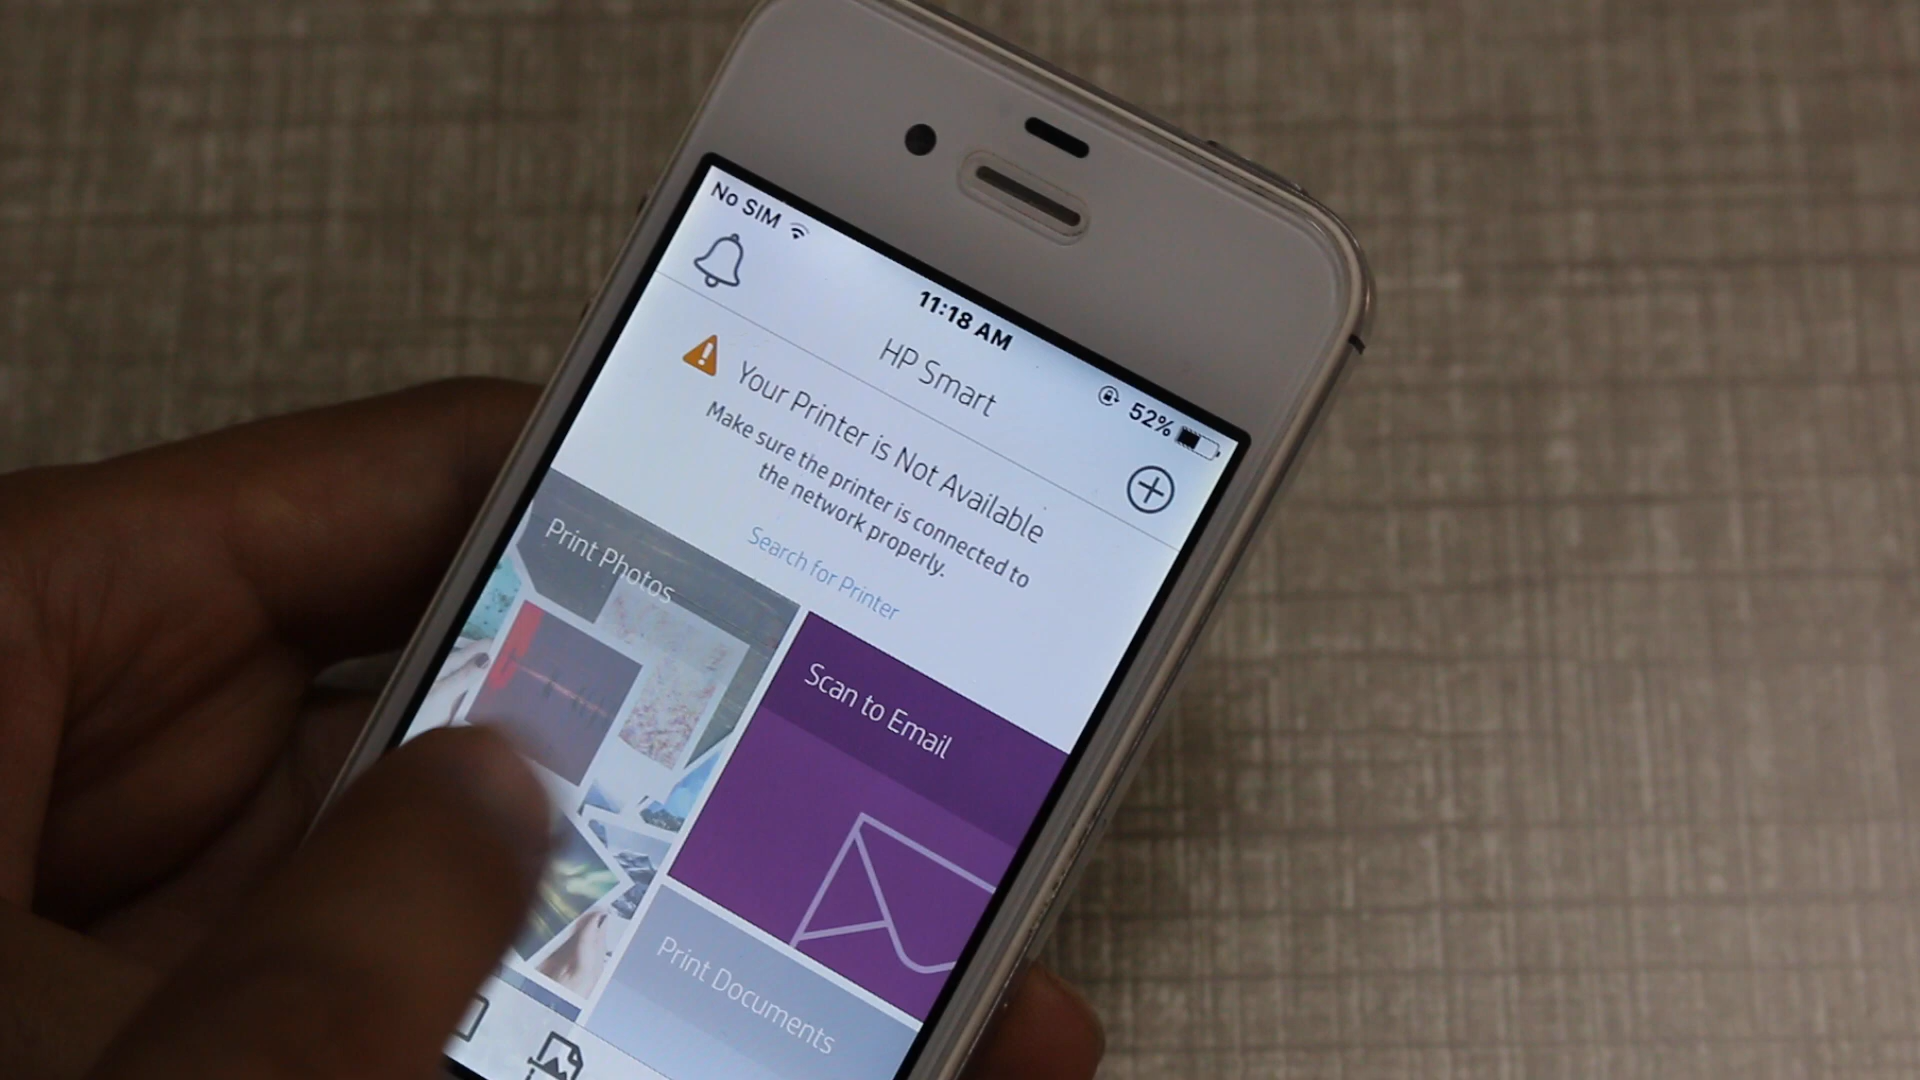 No SIM
11:18 AM
52%
HP Smart
Your Printer is Not Available
Make sure the printer is connected to
the network properly.
Search for Printer
Print Photos
Scan to Email
Print Documents